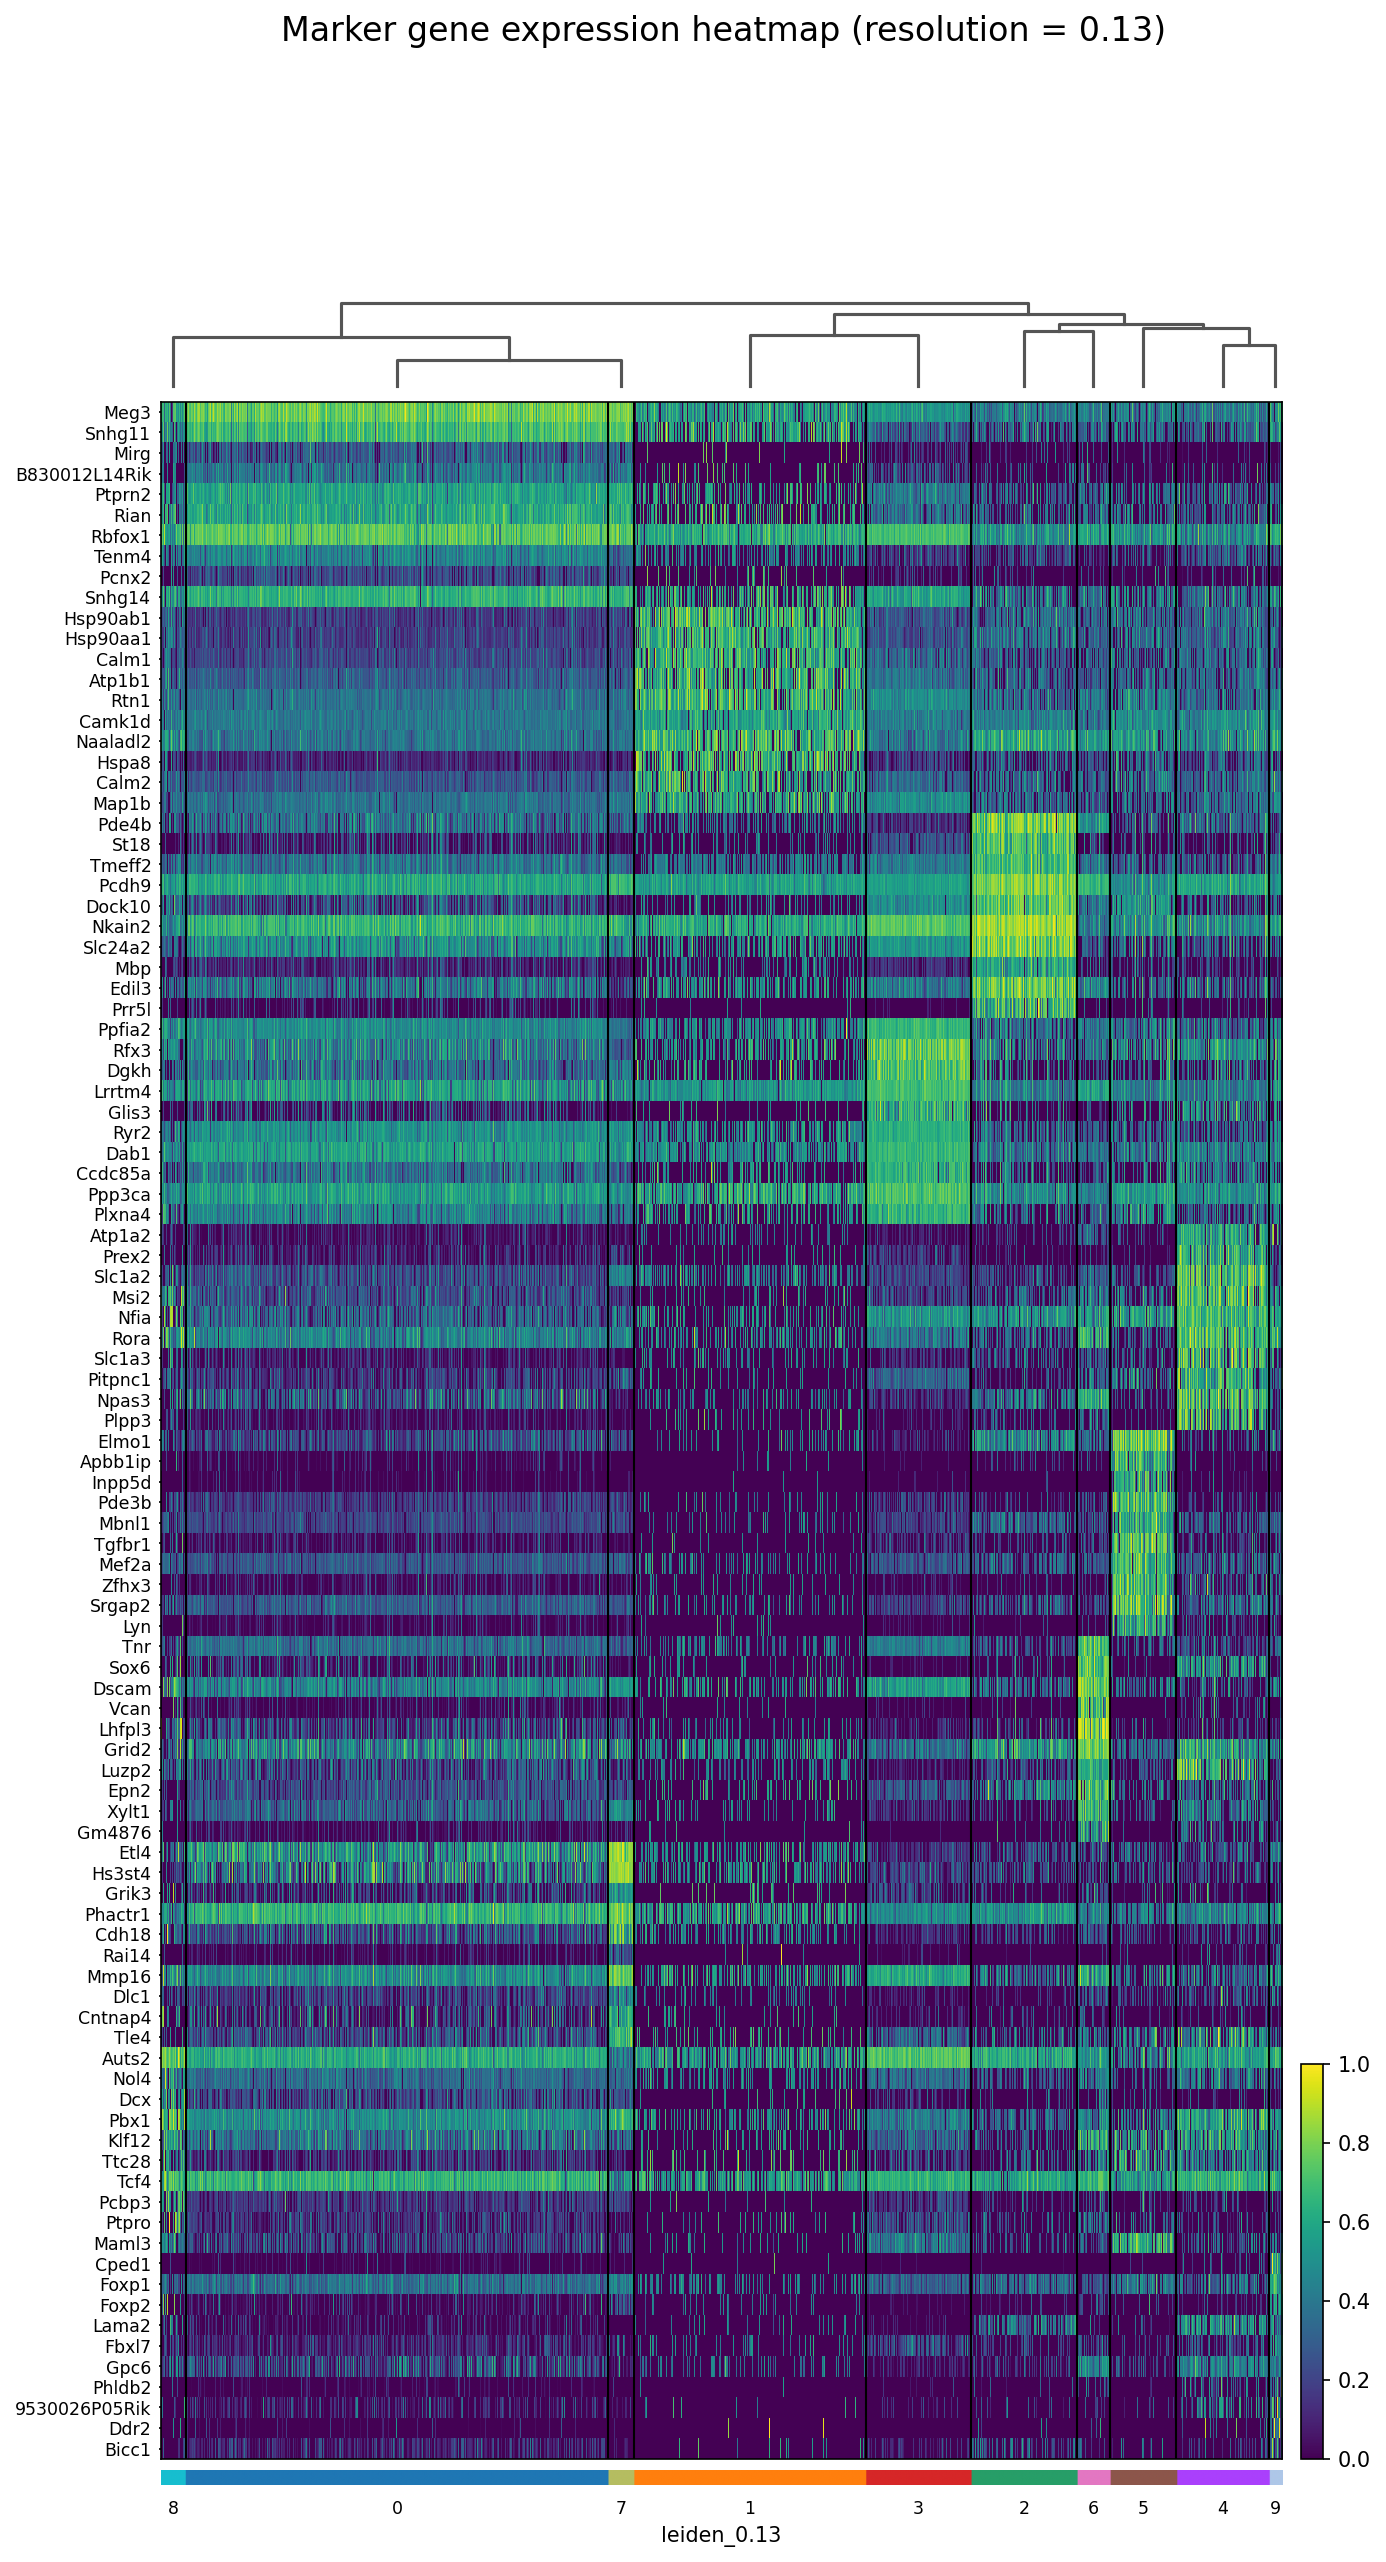 Marker gene expression heatmap (resolution = 0.13)
Meg3
Snhg11
Mirg
B830012L14Rik
Ptprn2
Rian
Rbfox1
Tenm4
Pcnx2
Snhg14
Hsp90ab1
Hsp90aa1
Calm1
Atp1b1
Rtn1
Camk1d
Naaladl2
Hspa8
Calm2
Map1b
Pde4b
St18
Tmeff2
Pcdh9
Dock10
Nkain2
Slc24a2
Mbp
Edil3
Prr5l
Ppfia2
Rfx3
Dgkh
Lrrtm4
Glis3
Ryr2
Dab1
Ccdc85a
Ppp3ca
Plxna4
Atp1a2
Prex2
Slc1a2
Msi2
Nfia
Rora
Slc1a3
Pitpnc1
Npas3
Plpp3
Elmo1
Apbb1ip
Inpp5d
Pde3b
Mbnl1
Tgfbr1
Mef2a
Zfhx3
Srgap2
Lyn
Tnr
Sox6
Dscam
Vcan
Lhfpl3
Grid2
Luzp2
Epn2
Xylt1
Gm4876
Etl4
Hs3st4
Grik3
Phactr1
Cdh18
Rai14
Mmp16
Dlc1
Cntnap4
Tle4
Auts2
Nol4
Dcx
Pbx1
Klf12
Ttc28
Tcf4
Pcbp3
Ptpro
Maml3
Cped1
Foxp1
Foxp2
Lama2
Fbxl7
Gpc6
Phldb2
9530026P05Rik
Ddr2
Bicc1
1.0
0.8
0.6
0.4
0.2
0.0
8 0 7 1 3 2 6 5 4 9
leiden_0.13